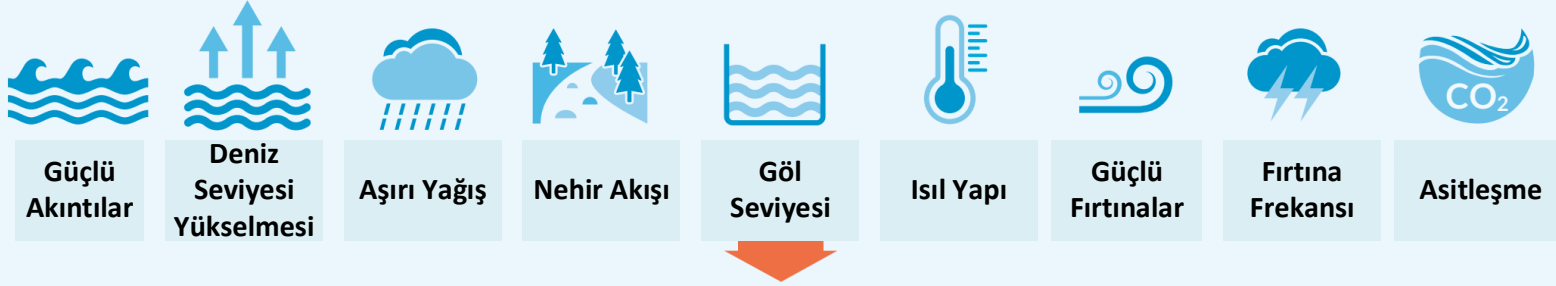 CO₂
Güçlü
Akıntılar
Deniz
Seviyesi
Yükselmesi
Aşırı Yağış
Nehir Akışı
Göl
Seviyesi
Isıl Yapı
Güçlü
Fırtınalar
Fırtına
Frekansı
Asitleşme